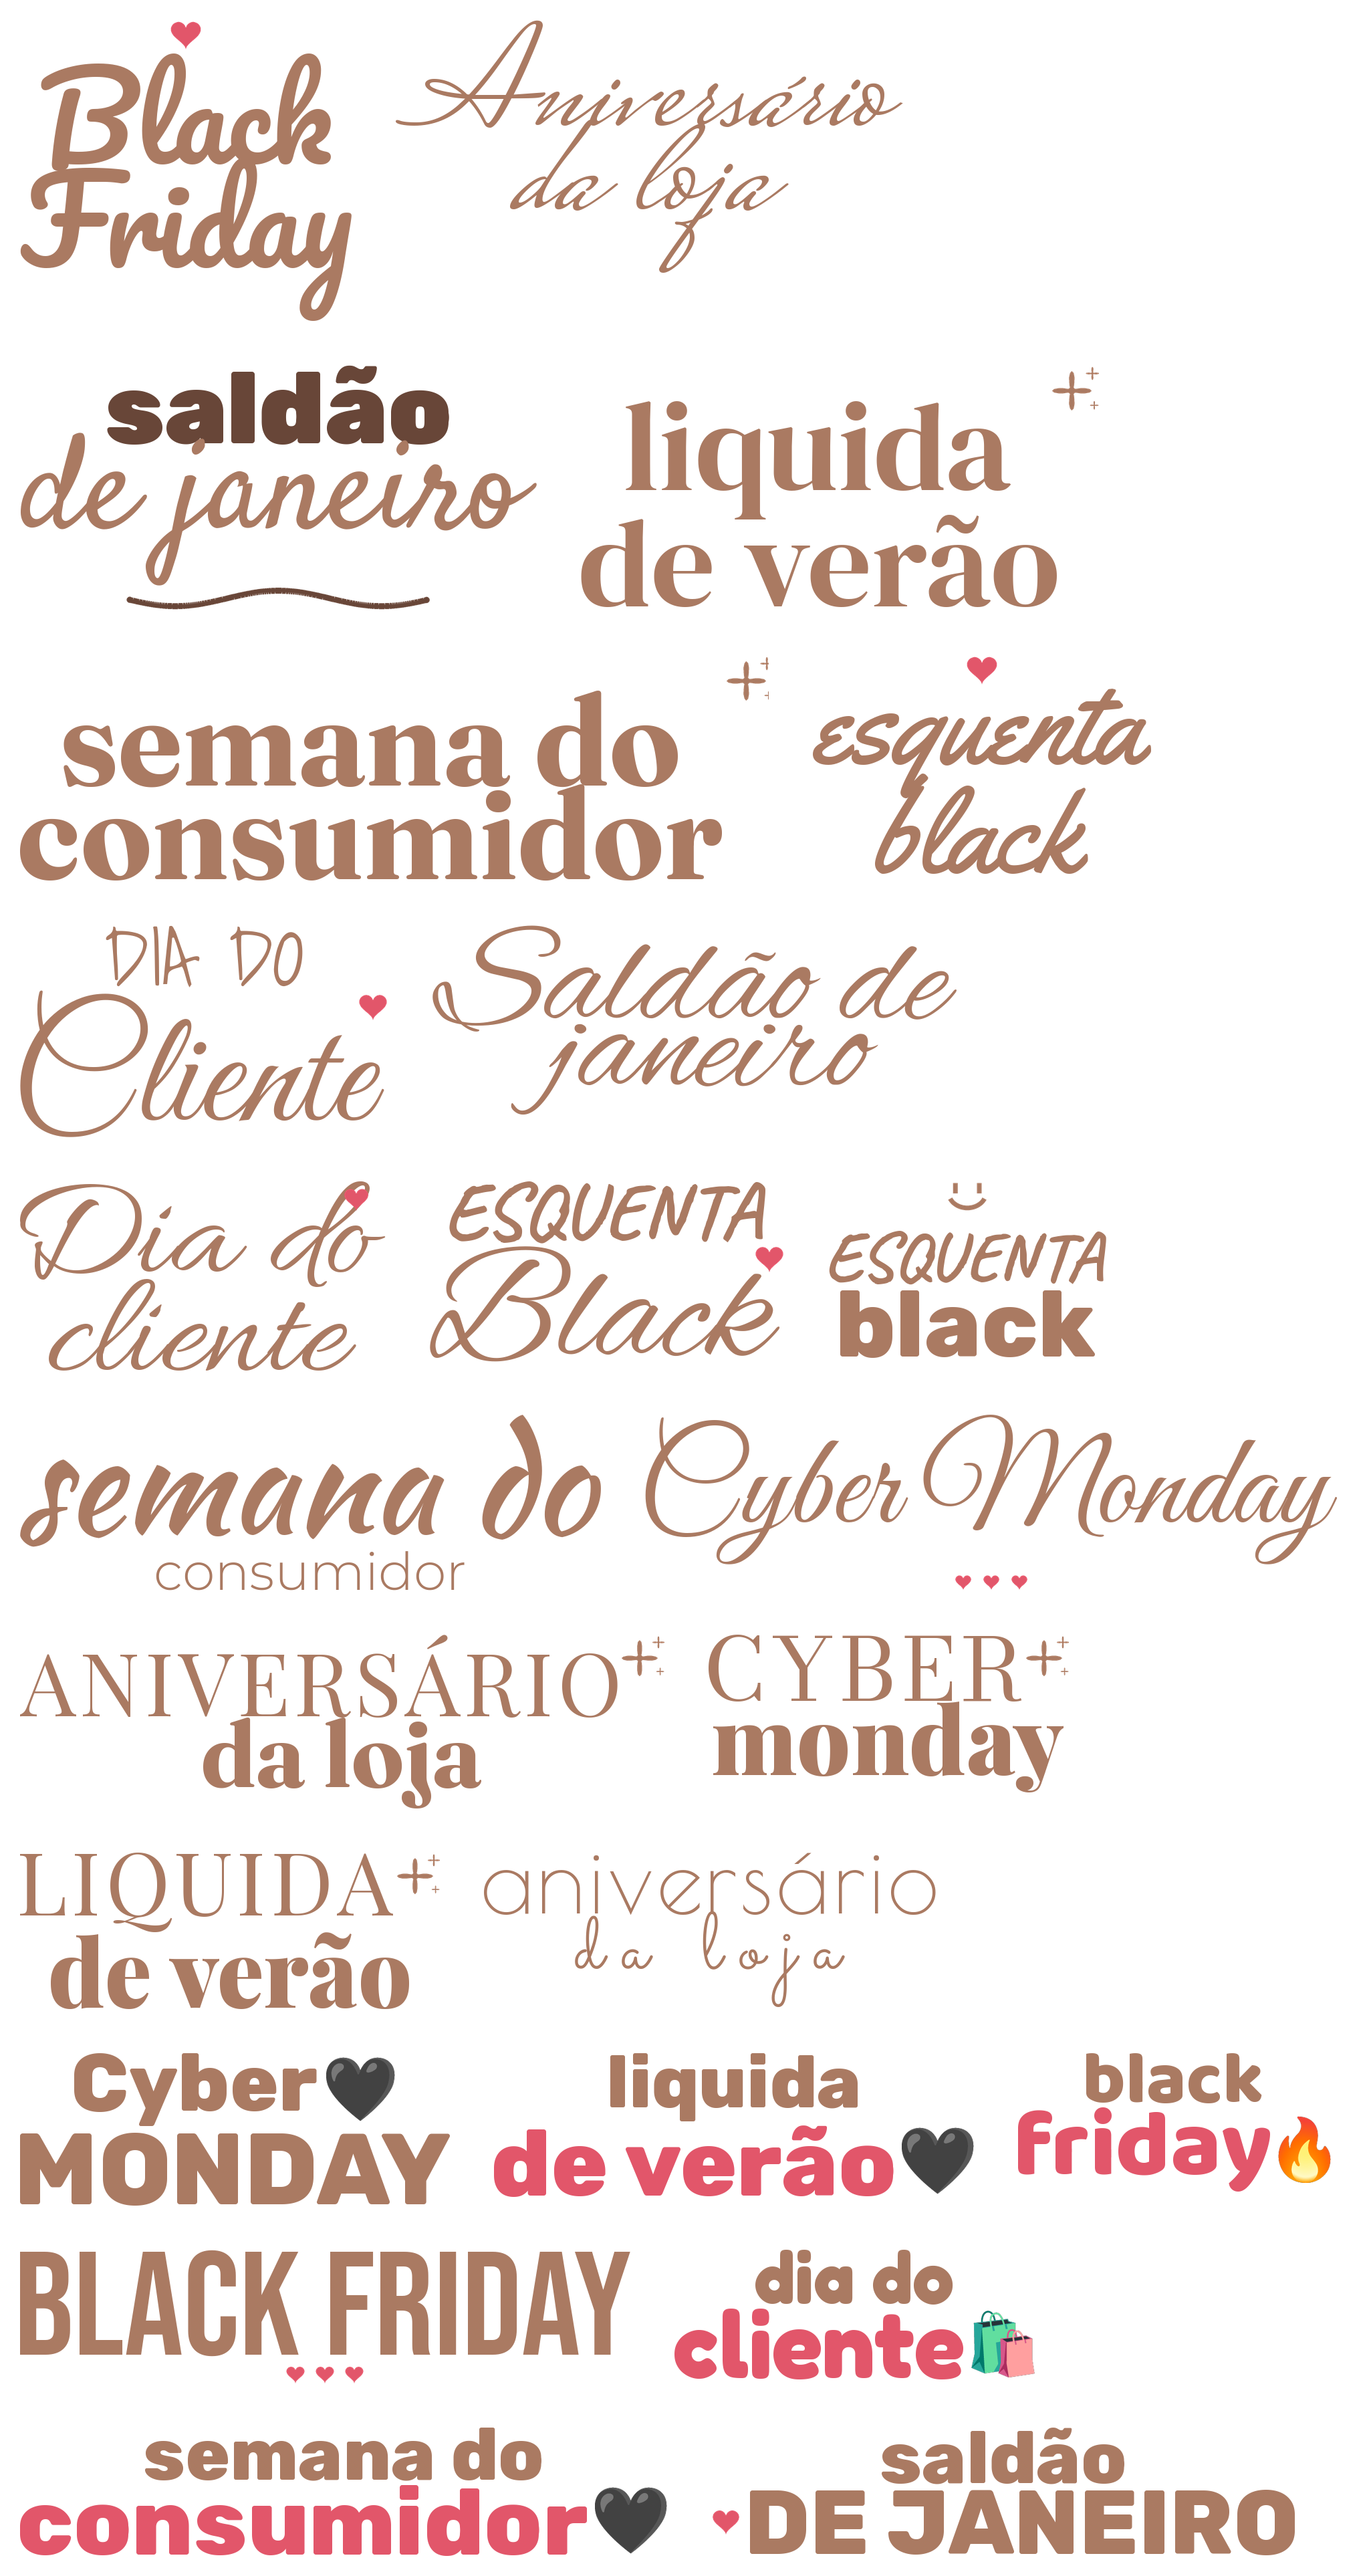 Black
Friday
Aniversário
da loja
saldão
de janeiro
liquida
de verão
semana do
consumidor
esquenta
black
DIA DO
Cliente
Saldão de
janeiro
Dia do
cliente
ESQUENTA
Black
ESQUENTA
black
semana do
consumidor
Cyber Monday
ANIVERSÁRIO
da loja
CYBER
monday
LIQUIDA
de verão
aniversário
da loja
Cyber🖤
MONDAY
liquida
de verão🖤
black
friday🔥
BLACK FRIDAY
dia do
cliente🛍️
semana do
consumidor🖤
saldão
DE JANEIRO